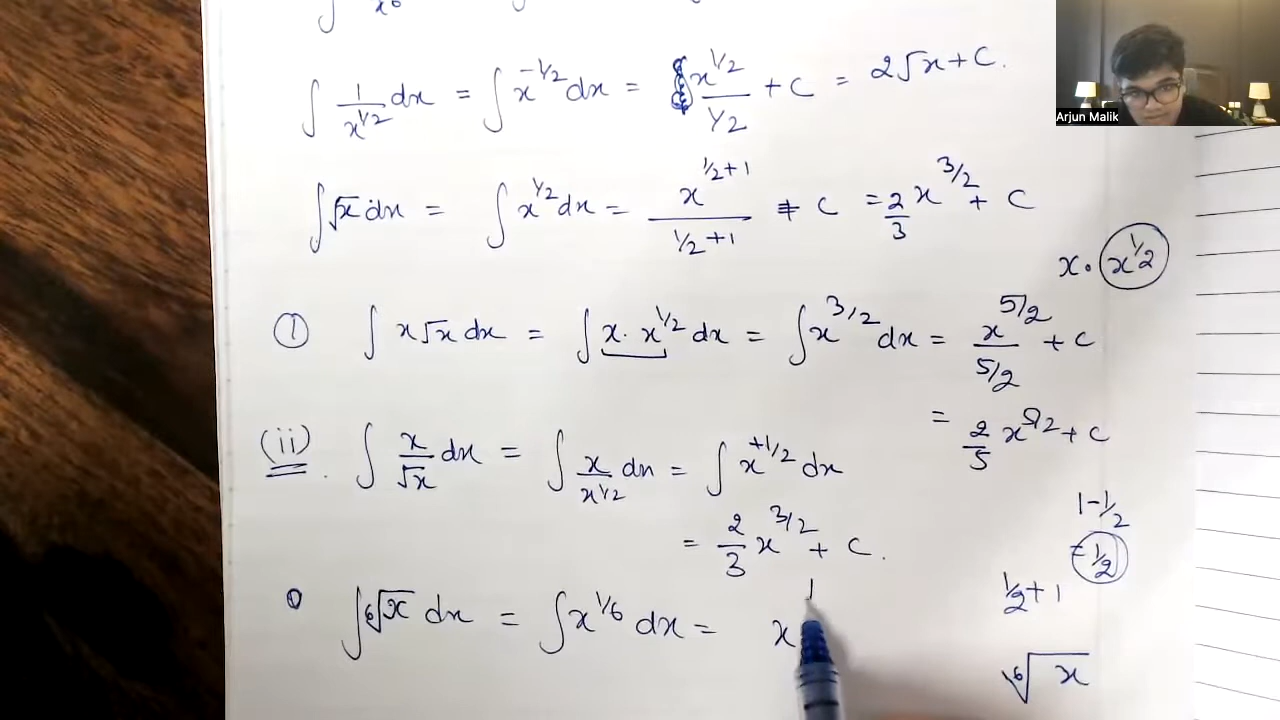 x⁶
∫ 1/x^1/2 dx = ∫ x^-1/2 dx = x^1/2 / 1/2 + C = 2√x + C.
Arjun Malik
∫ √x dx = ∫ x^1/2 dx = x^1/2+1 / 1/2+1 + C = 2/3 x^3/2 + C
x · x^1/2
① ∫ x√x dx = ∫ x · x^1/2 dx = ∫ x^3/2 dx = x^5/2 / 5/2 + C
= 2/5 x^5/2 + C
(ii). ∫ x/√x dx = ∫ x/x^1/2 dx = ∫ x^+1/2 dx
1-1/2
= 1/2
= 2/3 x^3/2 + C.
1/2+1
∫ ⁶√x dx = ∫ x^1/6 dx = x^1
⁶√x